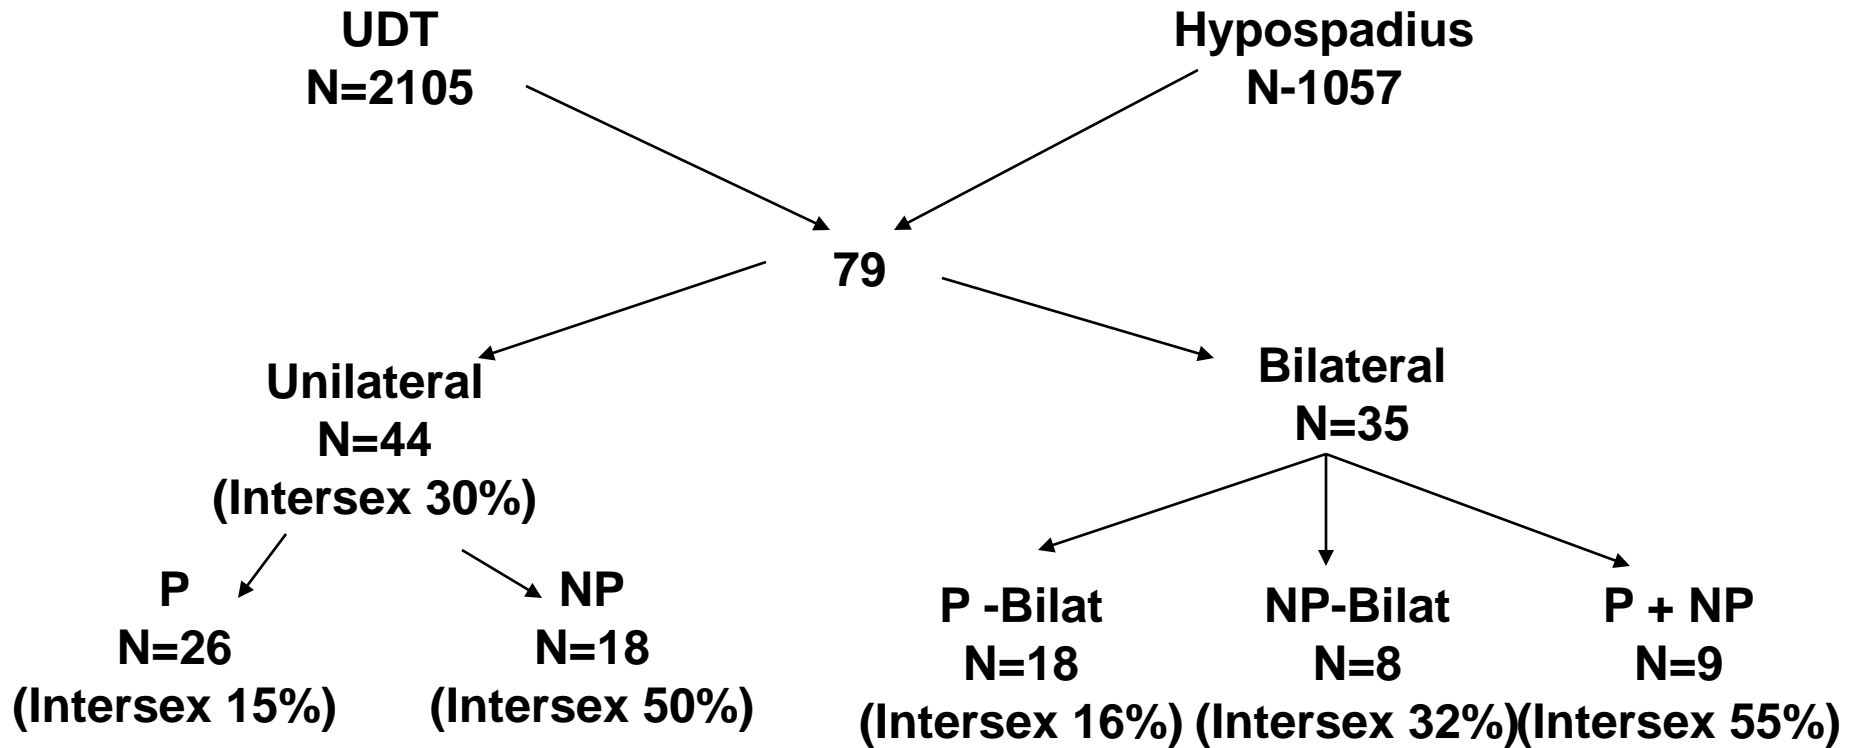 UDT
N=2105
Hypospadius
N-1057
79
Unilateral
N=44
(Intersex 30%)
Bilateral
N=35
P
N=26
(Intersex 15%)
NP
N=18
(Intersex 50%)
P -Bilat
N=18
(Intersex 16%)
NP-Bilat
N=8
(Intersex 32%)
P + NP
N=9
(Intersex 55%)